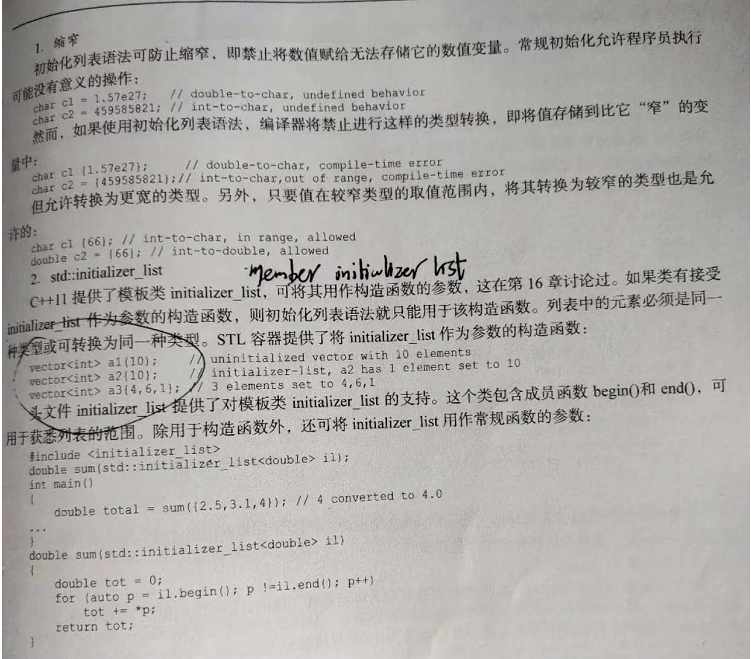 1. 缩窄
初始化列表语法可防止缩窄，即禁止将数值赋给无法存储它的数值变量。常规初始化允许程序员执行
可能没有意义的操作：
char c1 = 1.57e27; // double-to-char, undefined behavior
char c2 = 459585821; // int-to-char, undefined behavior
然而，如果使用初始化列表语法，编译器将禁止进行这样的类型转换，即将值存储到比它“窄”的变
量中：
char c1 {1.57e27}; // double-to-char, compile-time error
char c2 = {459585821};// int-to-char,out of range, compile-time error
但允许转换为更宽的类型。另外，只要值在较窄类型的取值范围内，将其转换为较窄的类型也是允
许的：
char c1 {66}; // int-to-char, in range, allowed
double c2 = {66}; // int-to-double, allowed
2. std::initializer_list
member initializer list
C++11 提供了模板类 initializer_list，可将其用作构造函数的参数，这在第 16 章讨论过。如果类有接受
initializer_list 作为参数的构造函数，则初始化列表语法就只能用于该构造函数。列表中的元素必须是同一
种类型或可转换为同一种类型。STL 容器提供了将 initializer_list 作为参数的构造函数：
vector<int> a1(10); // uninitialized vector with 10 elements
vector<int> a2{10}; // initializer-list, a2 has 1 element set to 10
vector<int> a3{4,6,1}; // 3 elements set to 4,6,1
头文件 initializer_list 提供了对模板类 initializer_list 的支持。这个类包含成员函数 begin()和 end()，可
用于获悉列表的范围。除用于构造函数外，还可将 initializer_list 用作常规函数的参数：
#include <initializer_list>
double sum(std::initializer_list<double> il);
int main()
{
double total = sum({2.5,3.1,4}); // 4 converted to 4.0
...
}
double sum(std::initializer_list<double> il)
{
double tot = 0;
for (auto p = il.begin(); p !=il.end(); p++)
tot += *p;
return tot;
}